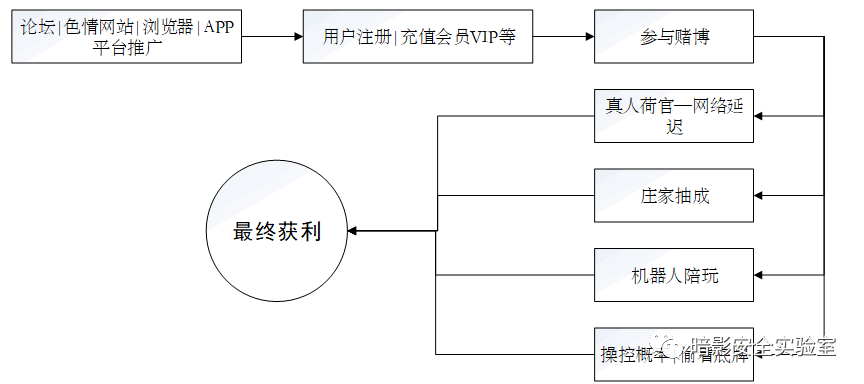 论坛|色情网站|浏览器|APP
平台推广
用户注册|充值会员VIP等
参与赌博
真人荷官—网络延
迟
庄家抽成
最终获利
机器人陪玩
操控概率,偷看底牌
暗影安全实验室